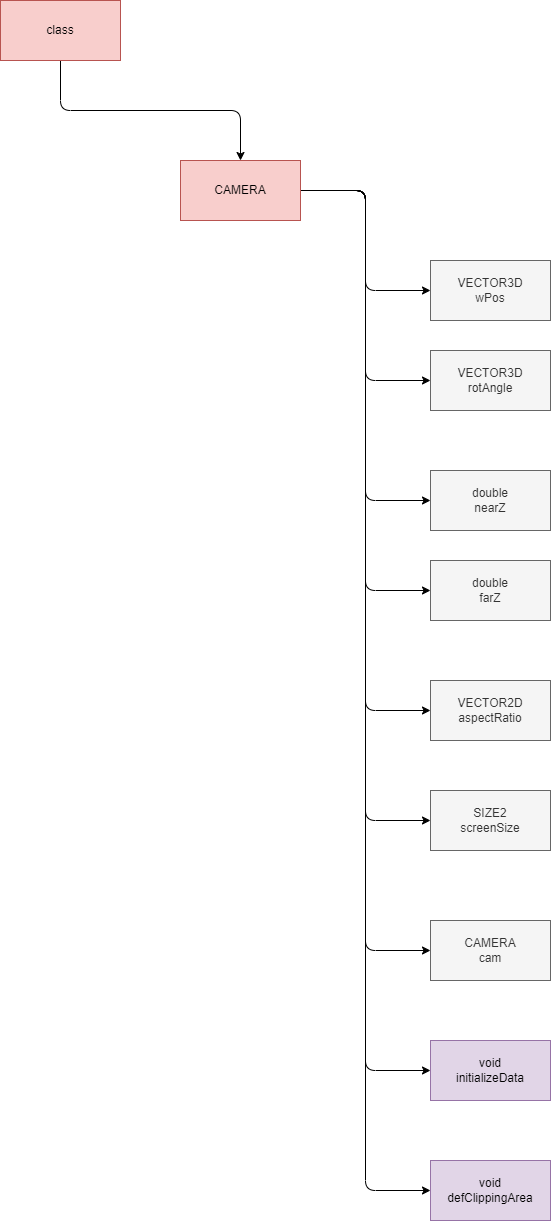 class
CAMERA
VECTOR3D
wPos
VECTOR3D
rotAngle
double
nearZ
double
farZ
VECTOR2D
aspectRatio
SIZE2
screenSize
CAMERA
cam
void
initializeData
void
defClippingArea